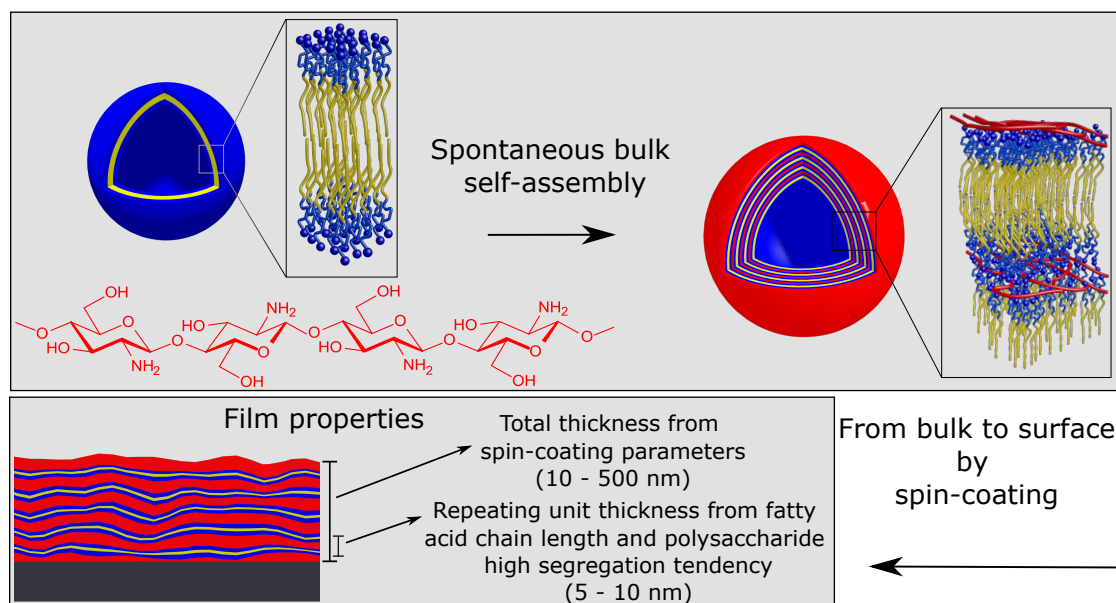 Spontaneous bulk
self-assembly
OH
NH₂
OH
NH₂
O
HO
O
O
HO
O
O
HO
NH₂
O
O
HO
NH₂
O
O
OH
OH
Film properties
Total thickness from
spin-coating parameters
(10 - 500 nm)
Repeating unit thickness from fatty
acid chain length and polysaccharide
high segregation tendency
(5 - 10 nm)
From bulk to surface
by
spin-coating